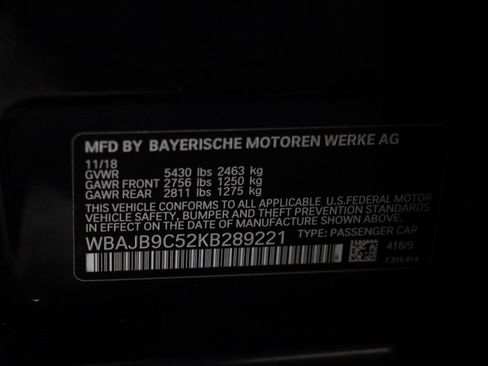 MFD BY BAYERISCHE MOTOREN WERKE AG
11/18
GVWR 5430 lbs 2463 kg
GAWR FRONT 2756 lbs 1250 kg
GAWR REAR 2811 lbs 1275 kg
THIS VEHICLE CONFORMS TO ALL APPLICABLE U.S.FEDERAL MOTOR
VEHICLE SAFETY, BUMPER AND THEFT PREVENTION STANDARDS
IN EFFECT ON THE DATE OF MANUFACTURE SHOWN ABOVE.
WBAJB9C52KB289221 TYPE: PASSENGER CAR
416/9